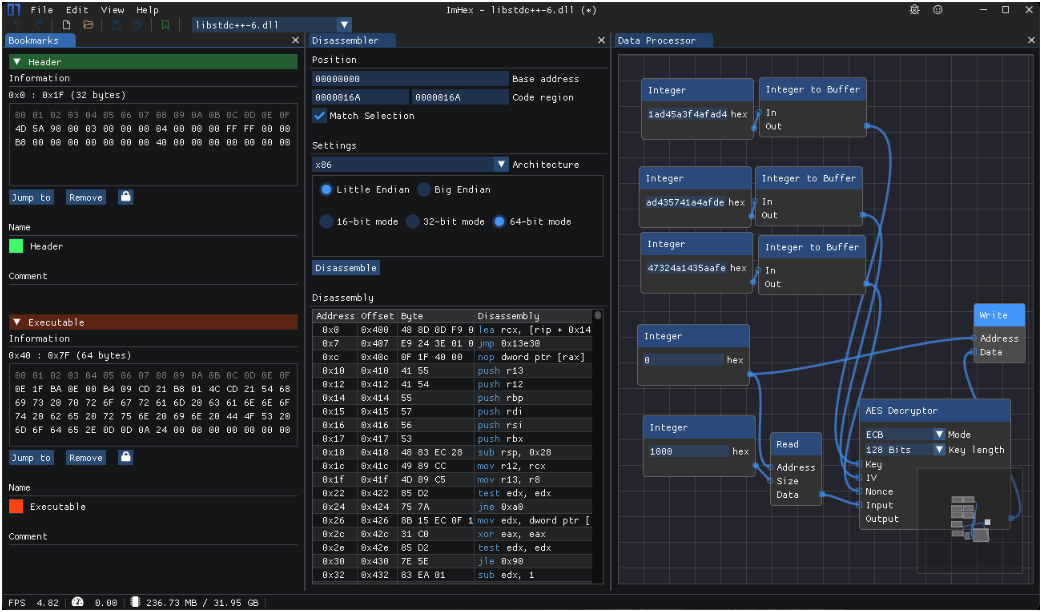 File Edit View Help
ImHex - libstdc++-6.dll (*)
libstdc++-6.dll
Bookmarks
Header
Information
0x0 : 0x1F (32 bytes)
00 01 02 03 04 05 06 07 08 09 0A 0B 0C 0D 0E 0F
4D 5A 90 00 03 00 00 00 04 00 00 00 FF FF 00 00
B8 00 00 00 00 00 00 00 40 00 00 00 00 00 00 00
Jump to Remove
Name
Header
Comment
Executable
Information
0x40 : 0x7F (64 bytes)
00 01 02 03 04 05 06 07 08 09 0A 0B 0C 0D 0E 0F
0E 1F BA 0E 00 B4 09 CD 21 B8 01 4C CD 21 54 68
69 73 20 70 72 6F 67 72 61 6D 20 63 61 6E 6E 6F
74 20 62 65 20 72 75 6E 20 69 6E 20 44 4F 53 20
6D 6F 64 65 2E 0D 0D 0A 24 00 00 00 00 00 00 00
Jump to Remove
Name
Executable
Comment
Disassembler
Position
00000000 Base address
0000016A 0000016A Code region
Match Selection
Settings
x86 Architecture
Little Endian Big Endian
16-bit mode 32-bit mode 64-bit mode
Disassemble
Disassembly
Address Offset Byte Disassembly
0x0 0x400 48 8D 0D F9 0 lea rcx, [rip + 0x14
0x7 0x407 E9 24 3E 01 0 jmp 0x13e30
0xc 0x40c 0F 1F 40 00 nop dword ptr [rax]
0x10 0x410 41 55 push r13
0x12 0x412 41 54 push r12
0x14 0x414 55 push rbp
0x15 0x415 57 push rdi
0x16 0x416 56 push rsi
0x17 0x417 53 push rbx
0x18 0x418 48 83 EC 28 sub rsp, 0x28
0x1c 0x41c 49 89 CC mov r12, rcx
0x1f 0x41f 4D 89 C5 mov r13, r8
0x22 0x422 85 D2 test edx, edx
0x24 0x424 75 7A jne 0xa0
0x26 0x426 8B 15 EC 0F 1 mov edx, dword ptr [
0x2c 0x42c 31 C0 xor eax, eax
0x2e 0x42e 85 D2 test edx, edx
0x30 0x430 7E 5E jle 0x90
0x32 0x432 83 EA 01 sub edx, 1
Data Processor
Integer
1ad45a3f4afad4 hex
Integer to Buffer
In
Out
Integer
ad435741a4afde hex
Integer to Buffer
In
Out
Integer
47324a1435aafe hex
Integer to Buffer
In
Out
Integer
0 hex
Integer
1000 hex
Read
Address
Size
Data
Write
Address
Data
AES Decryptor
ECB Mode
128 Bits Key length
Key
IV
Nonce
Input
Output
FPS 4.82 0.00 236.73 MB / 31.95 GB